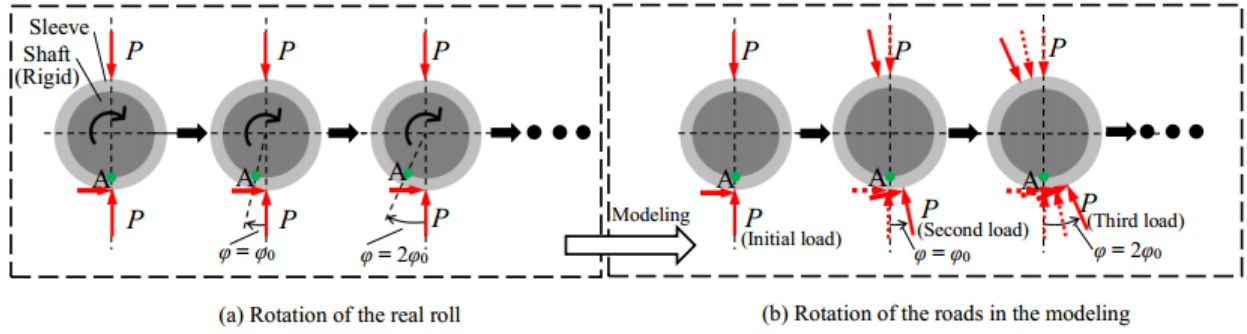 Sleeve
Shaft
(Rigid)
P
P
P
A
A
A
P
P
P
φ = φ₀
φ = 2φ₀
Modeling
P
P
P
A
A
A
P
(Initial load)
P
(Second load)
φ = φ₀
P
(Third load)
φ = 2φ₀
(a) Rotation of the real roll
(b) Rotation of the roads in the modeling